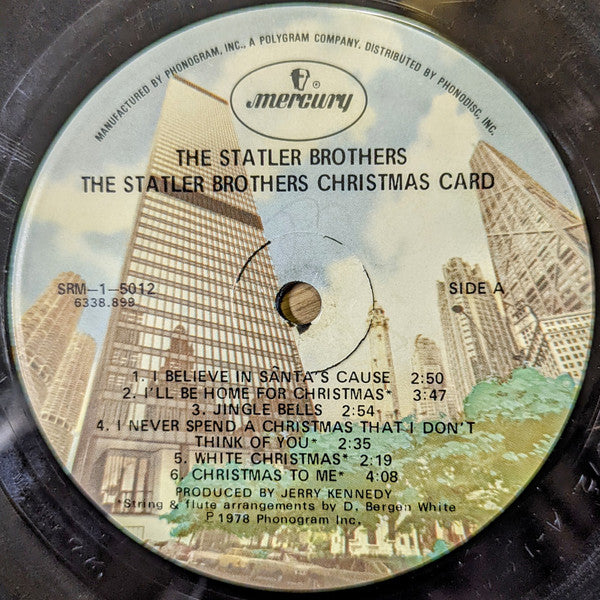 MANUFACTURED BY PHONOGRAM, INC., A POLYGRAM COMPANY. DISTRIBUTED BY PHONODISC, INC.
®
mercury
THE STATLER BROTHERS
THE STATLER BROTHERS CHRISTMAS CARD
SRM—1—5012
6338.899
SIDE A
1. I BELIEVE IN SANTA'S CAUSE 2:50
2. I'LL BE HOME FOR CHRISTMAS* 3:47
3. JINGLE BELLS 2:54
4. I NEVER SPEND A CHRISTMAS THAT I DON'T
THINK OF YOU* 2:35
5. WHITE CHRISTMAS* 2:19
6. CHRISTMAS TO ME* 4:08
PRODUCED BY JERRY KENNEDY
*String & flute arrangements by D. Bergen White
℗ 1978 Phonogram Inc.